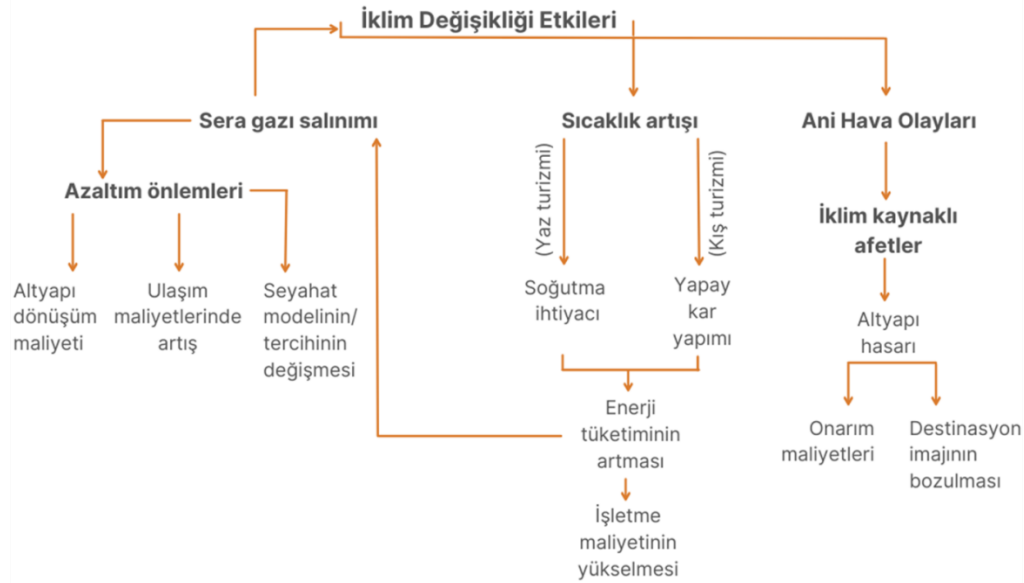 İklim Değişikliği Etkileri
Sera gazı salınımı
Sıcaklık artışı
Ani Hava Olayları
Azaltım önlemleri
(Yaz turizmi)
(Kış turizmi)
İklim kaynaklı
afetler
Altyapı
dönüşüm
maliyeti
Ulaşım
maliyetlerinde
artış
Seyahat
modelinin/
tercihinin
değişmesi
Soğutma
ihtiyacı
Yapay
kar
yapımı
Altyapı
hasarı
Enerji
tüketiminin
artması
Onarım
maliyetleri
Destinasyon
imajının
bozulması
İşletme
maliyetinin
yükselmesi